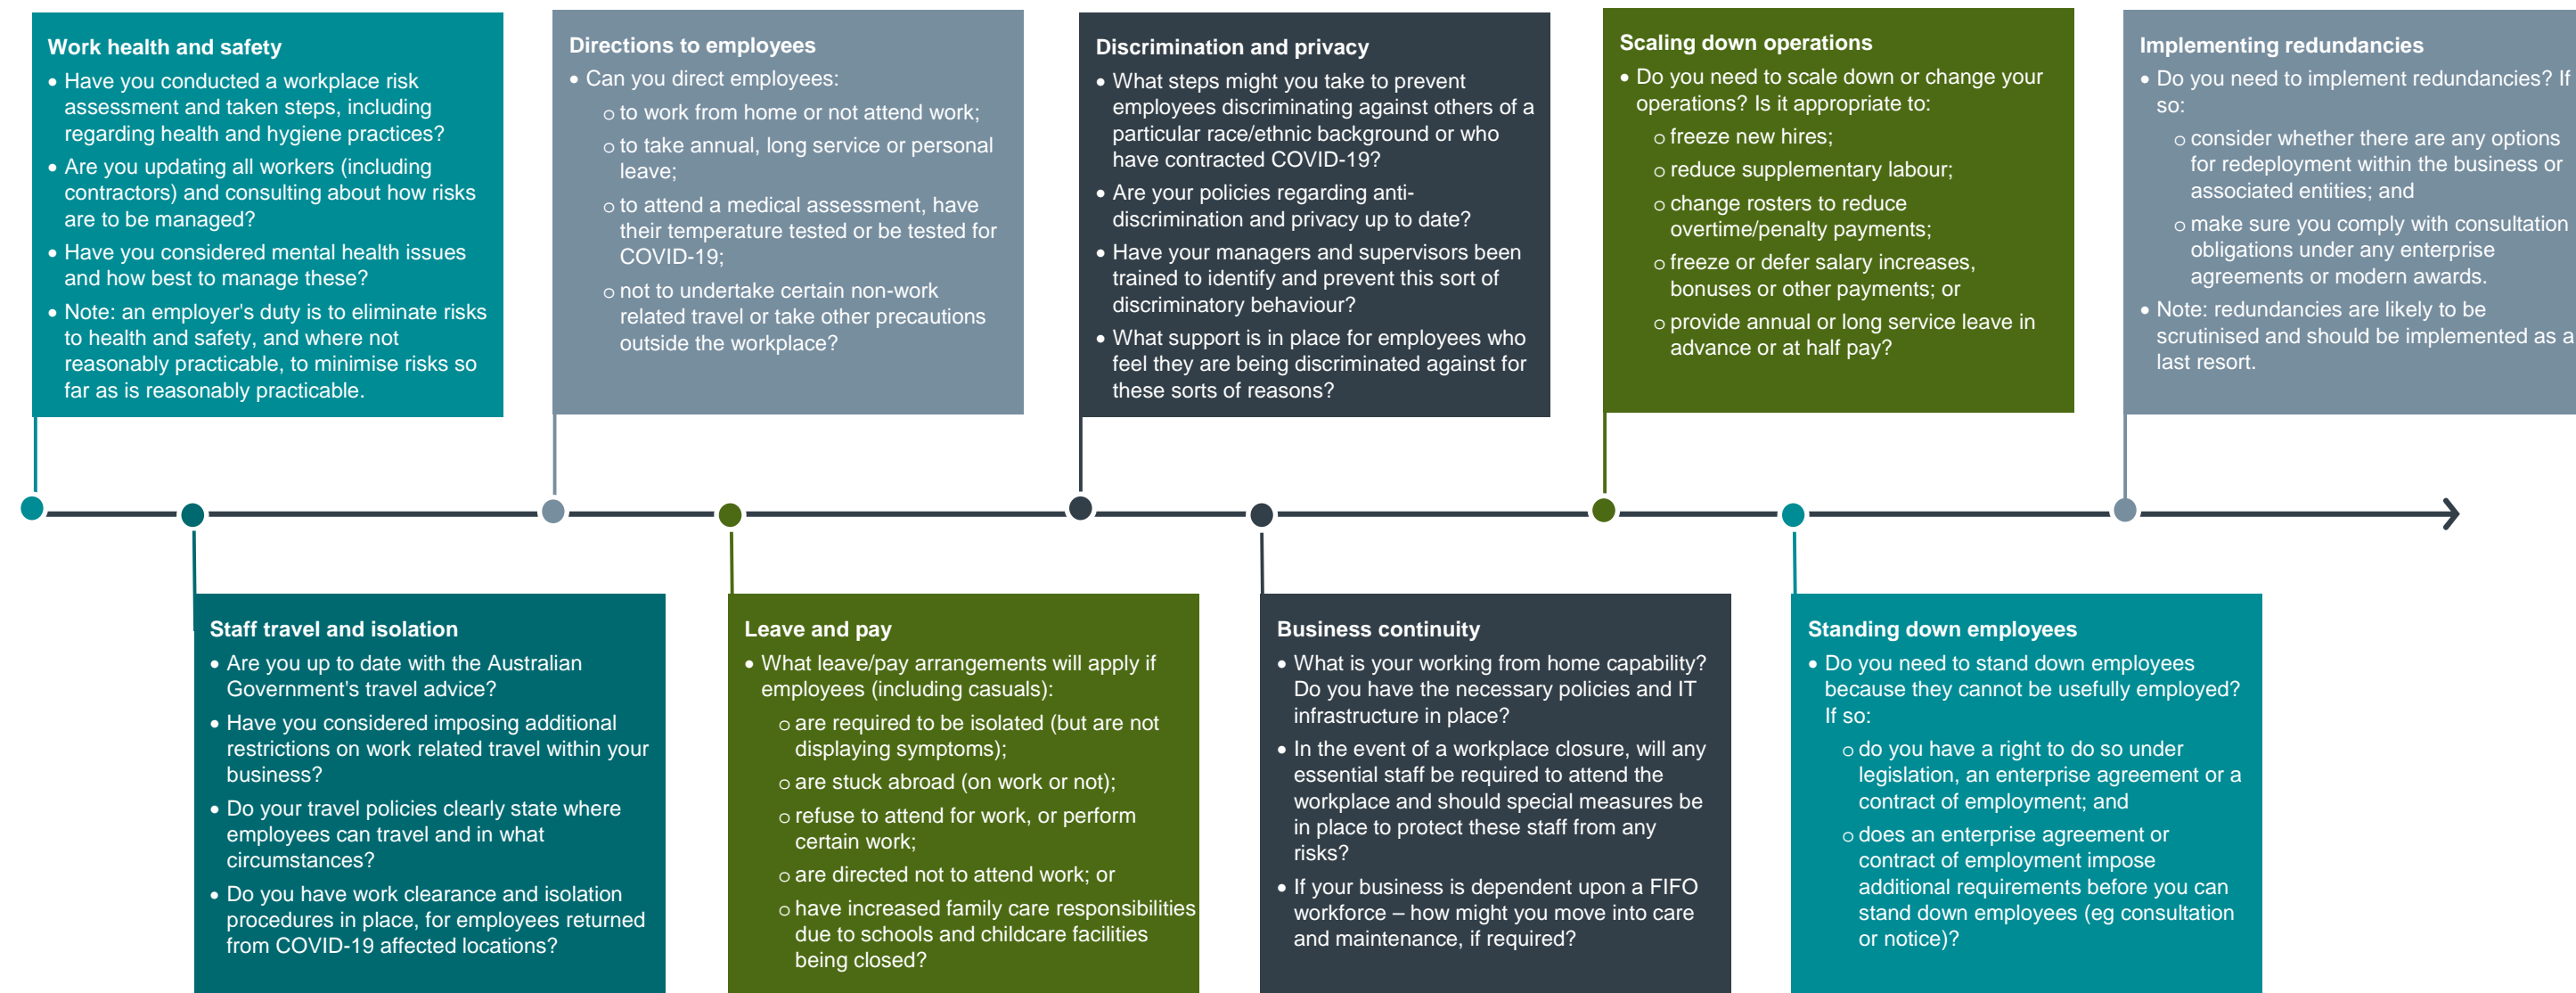 Work health and safety
• Have you conducted a workplace risk
assessment and taken steps, including
regarding health and hygiene practices?
• Are you updating all workers (including
contractors) and consulting about how risks
are to be managed?
• Have you considered mental health issues
and how best to manage these?
• Note: an employer's duty is to eliminate risks
to health and safety, and where not
reasonably practicable, to minimise risks so
far as is reasonably practicable.
Staff travel and isolation
• Are you up to date with the Australian
Government's travel advice?
• Have you considered imposing additional
restrictions on work related travel within your
business?
• Do your travel policies clearly state where
employees can travel and in what
circumstances?
• Do you have work clearance and isolation
procedures in place, for employees returned
from COVID-19 affected locations?
Directions to employees
• Can you direct employees:
o to work from home or not attend work;
o to take annual, long service or personal
leave;
o to attend a medical assessment, have
their temperature tested or be tested for
COVID-19;
o not to undertake certain non-work
related travel or take other precautions
outside the workplace?
Leave and pay
• What leave/pay arrangements will apply if
employees (including casuals):
o are required to be isolated (but are not
displaying symptoms);
o are stuck abroad (on work or not);
o refuse to attend for work, or perform
certain work;
o are directed not to attend work; or
o have increased family care responsibilities
due to schools and childcare facilities
being closed?
Discrimination and privacy
• What steps might you take to prevent
employees discriminating against others of a
particular race/ethnic background or who
have contracted COVID-19?
• Are your policies regarding anti-
discrimination and privacy up to date?
• Have your managers and supervisors been
trained to identify and prevent this sort of
discriminatory behaviour?
• What support is in place for employees who
feel they are being discriminated against for
these sorts of reasons?
Business continuity
• What is your working from home capability?
Do you have the necessary policies and IT
infrastructure in place?
• In the event of a workplace closure, will any
essential staff be required to attend the
workplace and should special measures be
in place to protect these staff from any
risks?
• If your business is dependent upon a FIFO
workforce – how might you move into care
and maintenance, if required?
Scaling down operations
• Do you need to scale down or change your
operations? Is it appropriate to:
o freeze new hires;
o reduce supplementary labour;
o change rosters to reduce
overtime/penalty payments;
o freeze or defer salary increases,
bonuses or other payments; or
o provide annual or long service leave in
advance or at half pay?
Standing down employees
• Do you need to stand down employees
because they cannot be usefully employed?
If so:
o do you have a right to do so under
legislation, an enterprise agreement or a
contract of employment; and
o does an enterprise agreement or
contract of employment impose
additional requirements before you can
stand down employees (eg consultation
or notice)?
Implementing redundancies
• Do you need to implement redundancies? If
so:
o consider whether there are any options
for redeployment within the business or
associated entities; and
o make sure you comply with consultation
obligations under any enterprise
agreements or modern awards.
• Note: redundancies are likely to be
scrutinised and should be implemented as a
last resort.